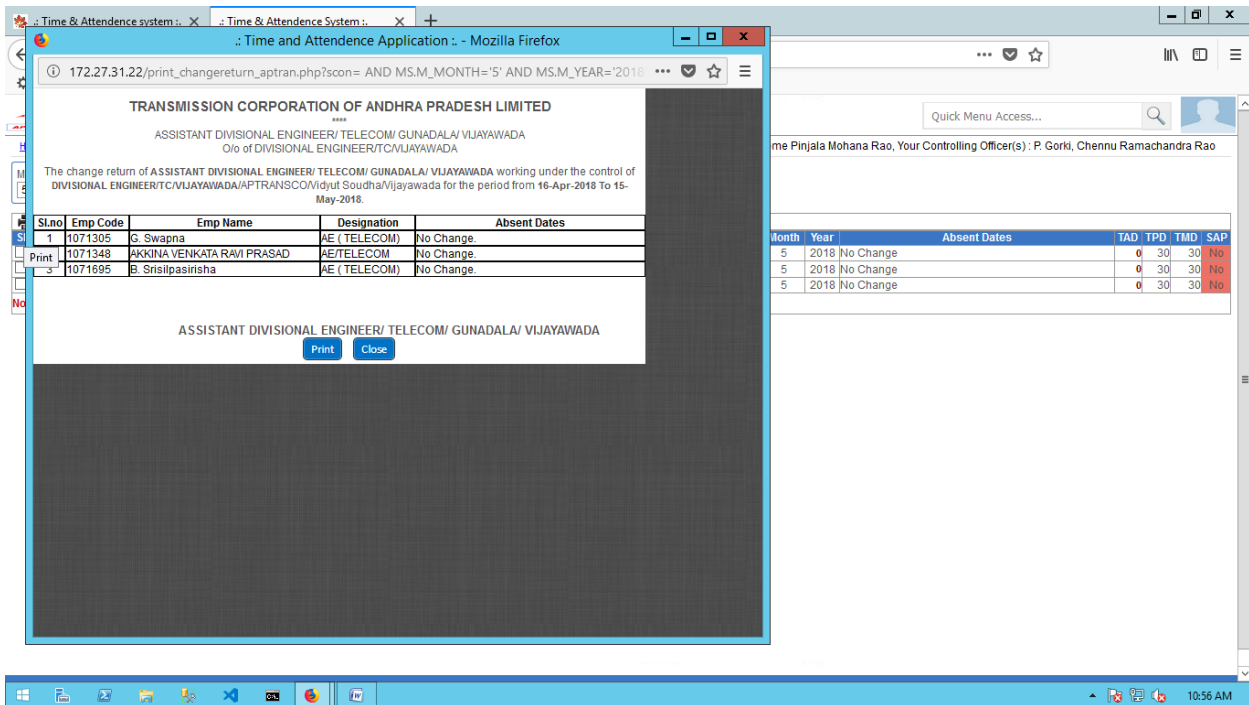 .: Time & Attendence system :. X .: Time & Attendence System :. X +
.: Time and Attendence Application :. - Mozilla Firefox
172.27.31.22/print_changereturn_aptran.php?scon= AND MS.M_MONTH='5' AND MS.M_YEAR='2018
TRANSMISSION CORPORATION OF ANDHRA PRADESH LIMITED
****
ASSISTANT DIVISIONAL ENGINEER/ TELECOM/ GUNADALA/ VIJAYAWADA
O/o of DIVISIONAL ENGINEER/TC/VIJAYAWADA
The change return of ASSISTANT DIVISIONAL ENGINEER/ TELECOM/ GUNADALA/ VIJAYAWADA working under the control of
DIVISIONAL ENGINEER/TC/VIJAYAWADA/APTRANSCO/Vidyut Soudha/Vijayawada for the period from 16-Apr-2018 To 15-
May-2018.
Sl.no Emp Code Emp Name Designation Absent Dates
1 1071305 G. Swapna AE ( TELECOM) No Change.
1071348 AKKINA VENKATA RAVI PRASAD AE/TELECOM No Change.
3 1071695 B. Srisilpasirisha AE ( TELECOM) No Change.
Print
ASSISTANT DIVISIONAL ENGINEER/ TELECOM/ GUNADALA/ VIJAYAWADA
Print Close
Quick Menu Access...
me Pinjala Mohana Rao, Your Controlling Officer(s) : P. Gorki, Chennu Ramachandra Rao
Month Year Absent Dates TAD TPD TMD SAP
5 2018 No Change 0 30 30 No
5 2018 No Change 0 30 30 No
5 2018 No Change 0 30 30 No
No
10:56 AM